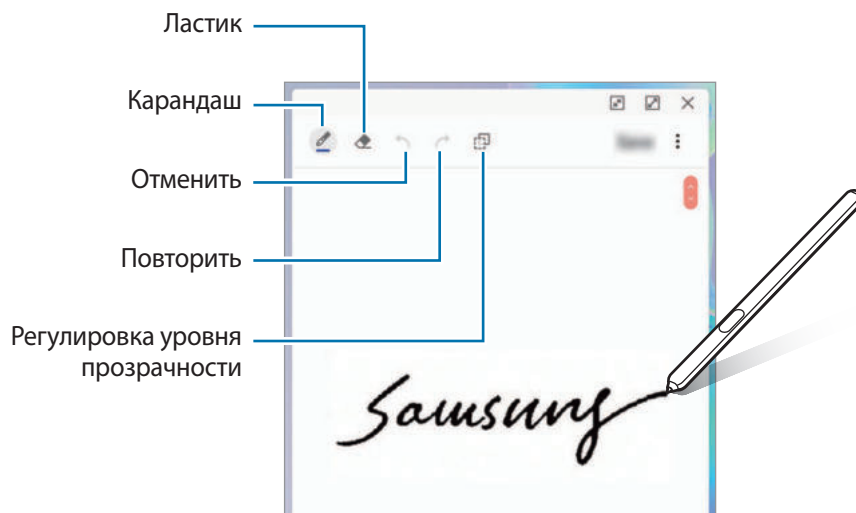 Ластик
Карандаш
Отменить
Повторить
Регулировка уровня
прозрачности
Samsung